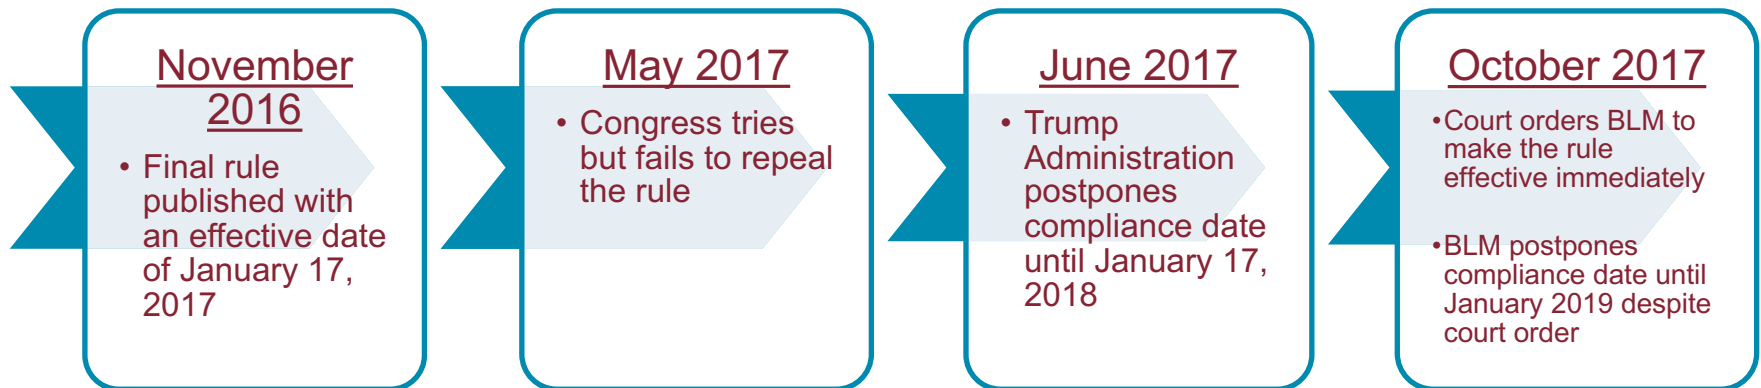 November
2016
• Final rule
published with
an effective date
of January 17,
2017
May 2017
• Congress tries
but fails to repeal
the rule
June 2017
• Trump
Administration
postpones
compliance date
until January 17,
2018
October 2017
•Court orders BLM to
make the rule
effective immediately
•BLM postpones
compliance date until
January 2019 despite
court order